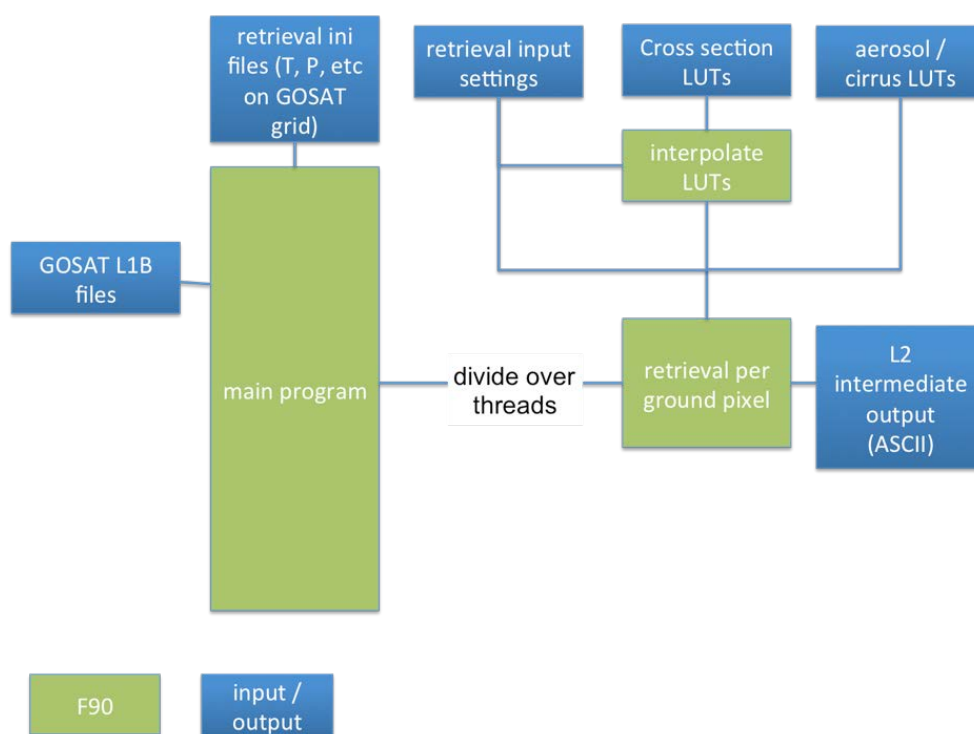 retrieval ini
files (T, P, etc
on GOSAT
grid)
retrieval input
settings
Cross section
LUTs
aerosol /
cirrus LUTs
interpolate
LUTs
GOSAT L1B
files
main program
divide over
threads
retrieval per
ground pixel
L2
intermediate
output
(ASCII)
F90
input /
output